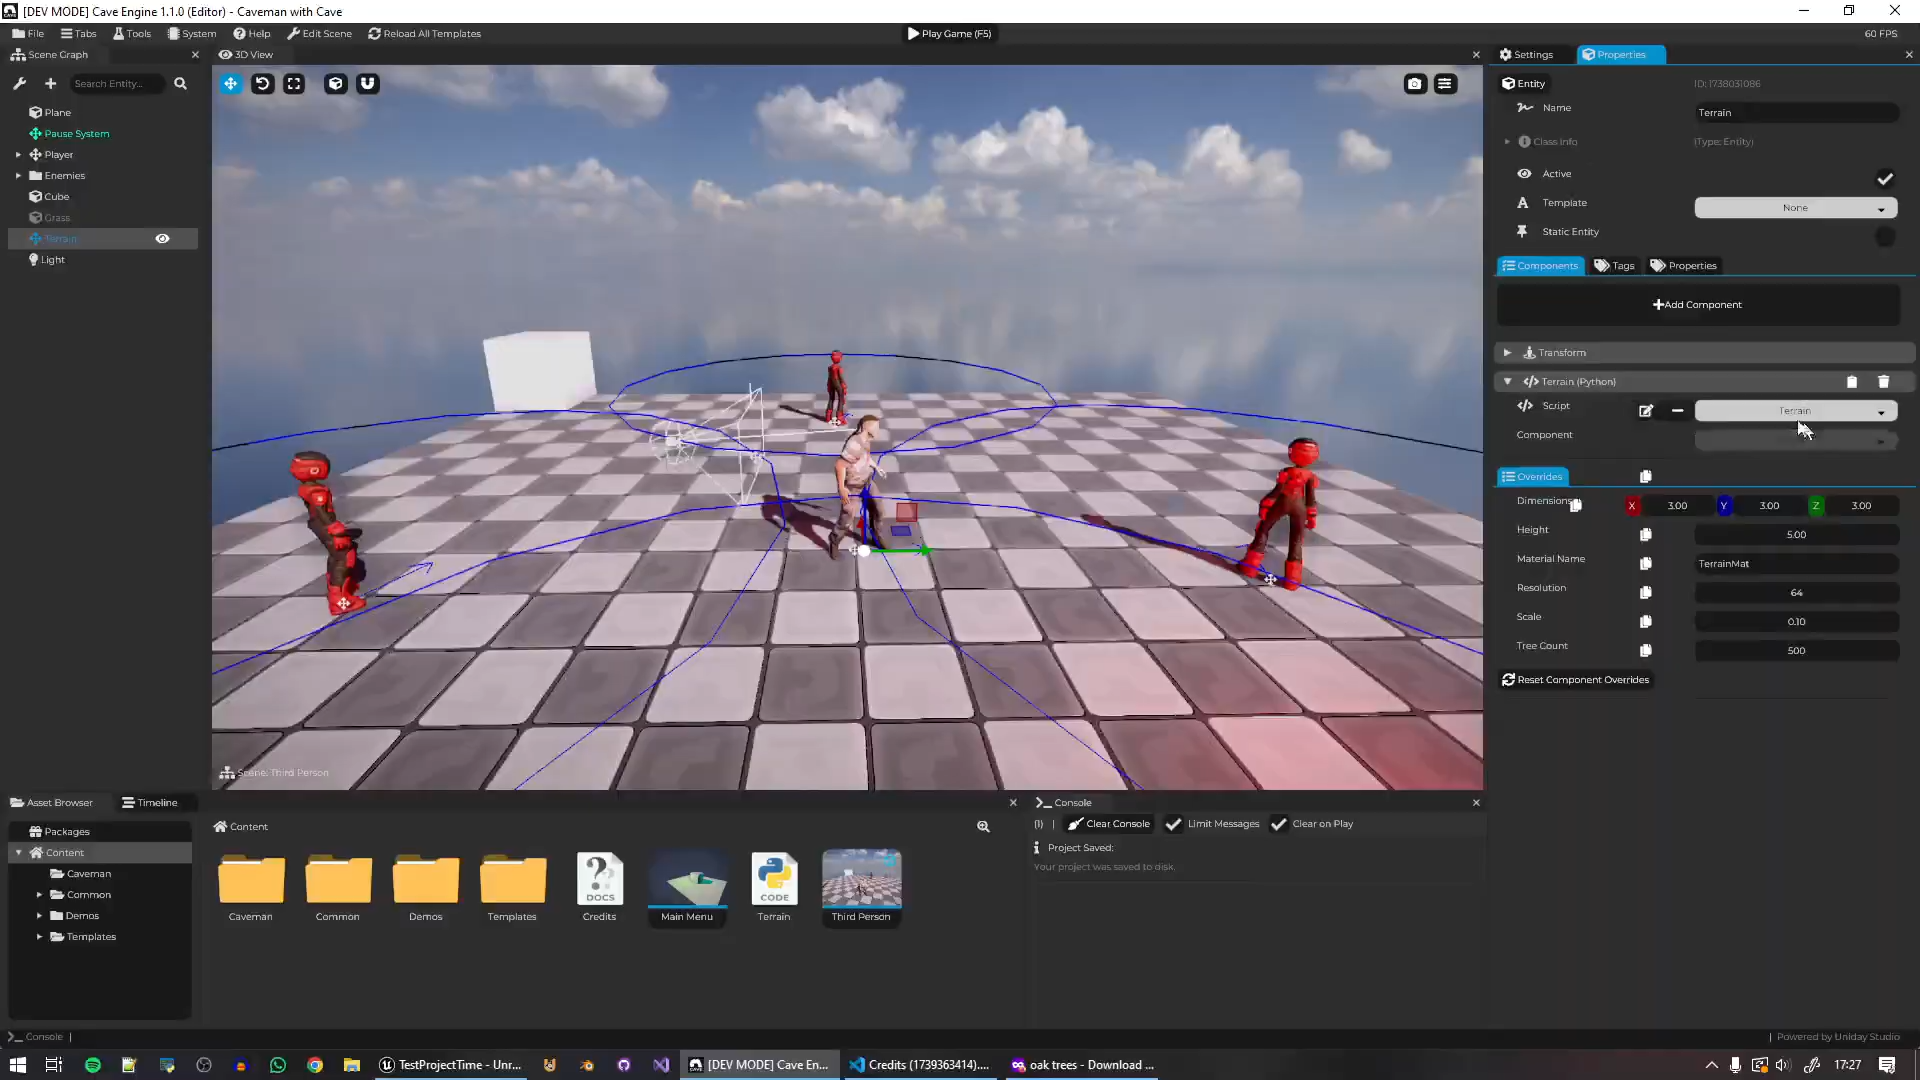 [DEV MODE] Cave Engine 1.1.0 (Editor) - Caveman with Cave
File
Tabs
Tools
System
Help
Edit Scene
Reload All Templates
Play Game (F5)
60 FPS
Scene Graph
3D View
Settings
Properties
Search Entity...
Entity
ID: 1738031086
Name
Terrain
Plane
Pause System
Class Info
(Type: Entity)
Player
Active
Enemies
Template
None
Cube
Grass
Static Entity
Terrain
Light
Components
Tags
Properties
Add Component
Transform
Terrain (Python)
Script
Terrain
Component
Overrides
Dimensions
X
3.00
Y
3.00
Z
3.00
Height
5.00
Material Name
TerrainMat
Resolution
64
Scale
0.10
Tree Count
500
Reset Component Overrides
Scene: Third Person
Asset Browser
Timeline
Console
Packages
Content
Caveman
Common
Demos
Templates
Content
DOCS
CODE
Caveman
Common
Demos
Templates
Credits
Main Menu
Terrain
Third Person
(1)
|
Clear Console
Limit Messages
Clear on Play
Project Saved:
Your project was saved to disk.
Console |
| Powered by Uniday Studio
TestProjectTime - Unr...
[DEV MODE] Cave En...
Credits (1739363414)....
oak trees - Download ...
17:27